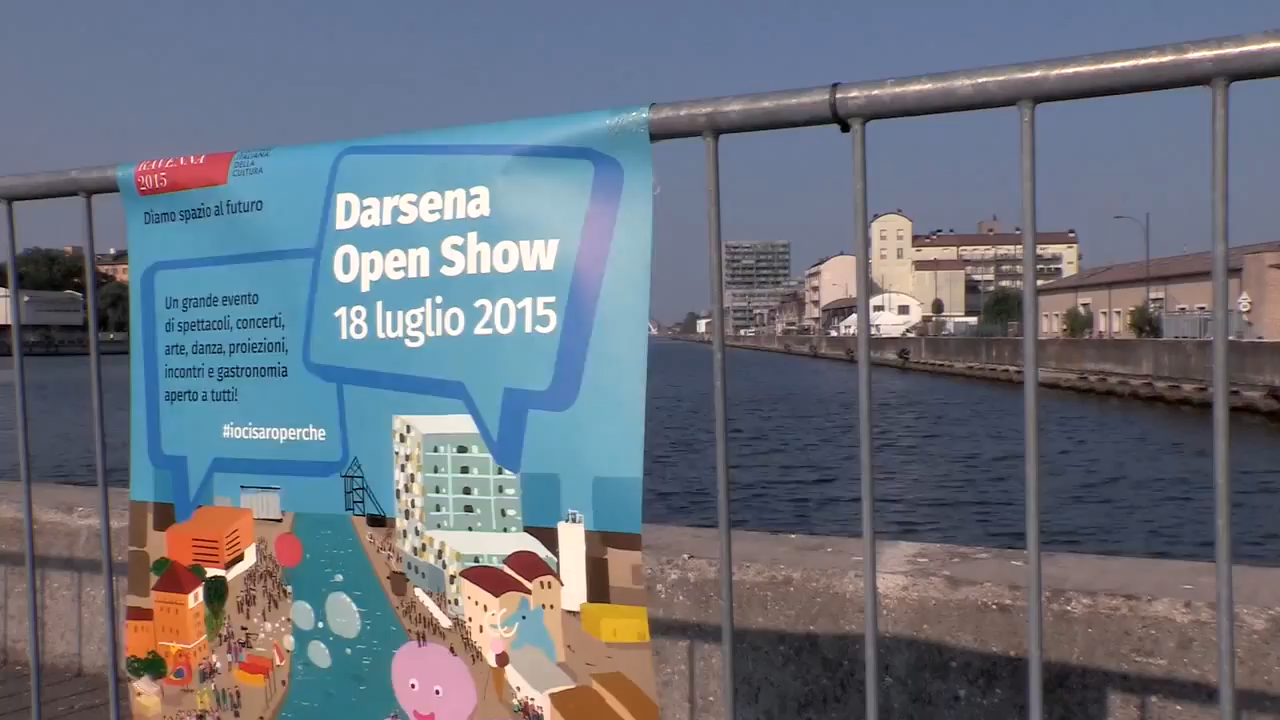 RAVENNA
2015
ITALIANA
DELLA
CULTURA
Diamo spazio al futuro
Darsena
Open Show
18 luglio 2015
Un grande evento
di spettacoli, concerti,
arte, danza, proiezioni,
incontri e gastronomia
aperto a tutti!
#iocisaroperche